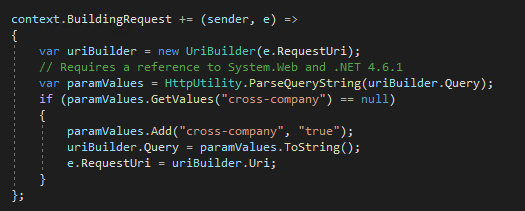 context.BuildingRequest += (sender, e) =>
{
    var uriBuilder = new UriBuilder(e.RequestUri);
    // Requires a reference to System.Web and .NET 4.6.1
    var paramValues = HttpUtility.ParseQueryString(uriBuilder.Query);
    if (paramValues.GetValues("cross-company") == null)
    {
        paramValues.Add("cross-company", "true");
        uriBuilder.Query = paramValues.ToString();
        e.RequestUri = uriBuilder.Uri;
    }
};